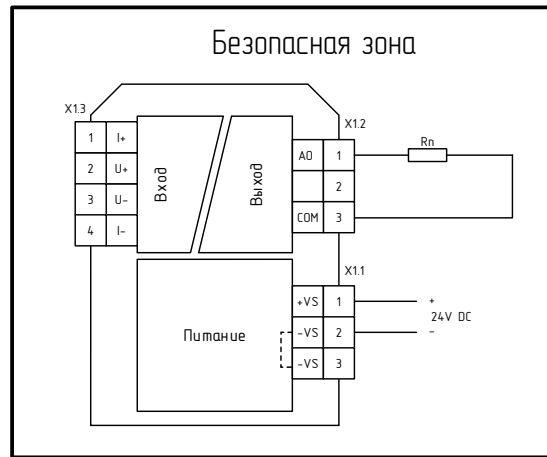 Безопасная зона
X1.3
X1.2
1 I+
2 U+
3 U-
4 I-
Вход
Выход
AO 1
2
COM 3
Rn
X1.1
Питание
+VS 1
-VS 2
-VS 3
+
24V DC
-